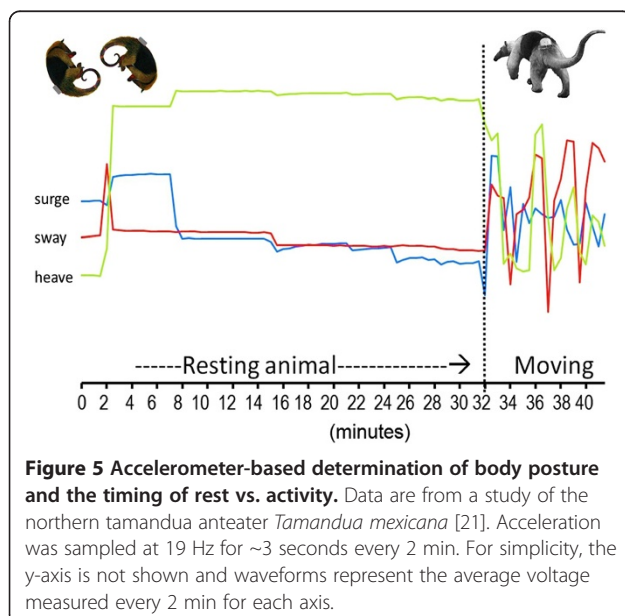 surge
sway
heave
------Resting animal--------------→ Moving
0 2 4 6 8 10 12 14 16 18 20 22 24 26 28 30 32 34 36 38 40
(minutes)
Figure 5 Accelerometer-based determination of body posture
and the timing of rest vs. activity. Data are from a study of the
northern tamandua anteater Tamandua mexicana [21]. Acceleration
was sampled at 19 Hz for ~3 seconds every 2 min. For simplicity, the
y-axis is not shown and waveforms represent the average voltage
measured every 2 min for each axis.